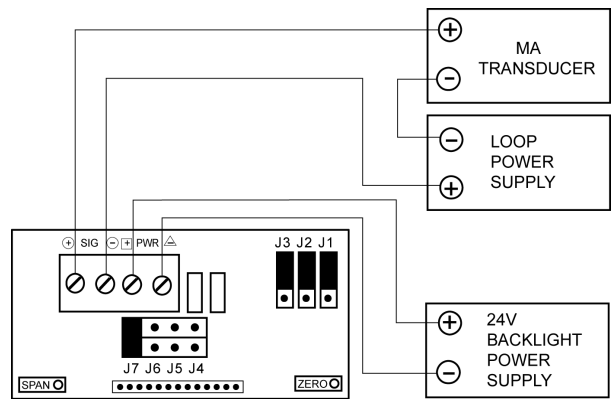 +
MA
TRANSDUCER
−
−
LOOP
POWER
SUPPLY
+
+ SIG − + PWR −
J3 J2 J1
+
24V
BACKLIGHT
POWER
SUPPLY
−
J7 J6 J5 J4
SPAN
ZERO